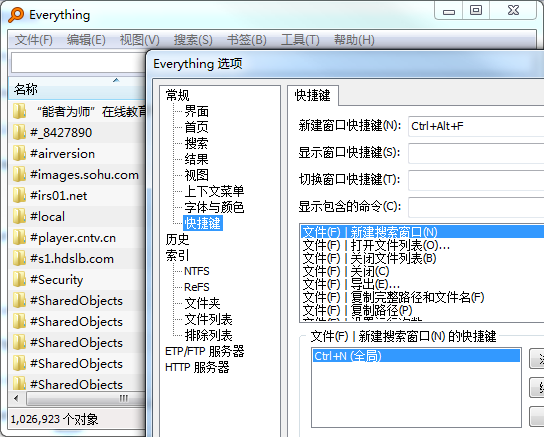 Everything
文件(F) 编辑(E) 视图(V) 搜索(S) 书签(B) 工具(T) 帮助(H)
名称
“能者为师”在线教育
#_8427890
#airversion
#images.sohu.com
#irs01.net
#local
#player.cntv.cn
#s1.hdslb.com
#Security
#SharedObjects
#SharedObjects
#SharedObjects
#SharedObjects
#SharedObjects
1,026,923 个对象
Everything 选项
常规
界面
首页
搜索
结果
视图
上下文菜单
字体与颜色
快捷键
历史
索引
NTFS
ReFS
文件夹
文件列表
排除列表
ETP/FTP 服务器
HTTP 服务器
快捷键
新建窗口快捷键(N): Ctrl+Alt+F
显示窗口快捷键(S):
切换窗口快捷键(T):
显示包含的命令(C):
文件(F) | 新建搜索窗口(N)
文件(F) | 打开文件列表(O)...
文件(F) | 关闭文件列表(B)
文件(F) | 关闭(C)
文件(F) | 导出(E)...
文件(F) | 复制完整路径和文件名(F)
文件(F) | 复制路径(P)
文件(F) | 设置运行次数
文件(F) | 新建搜索窗口(N) 的快捷键
Ctrl+N (全局)